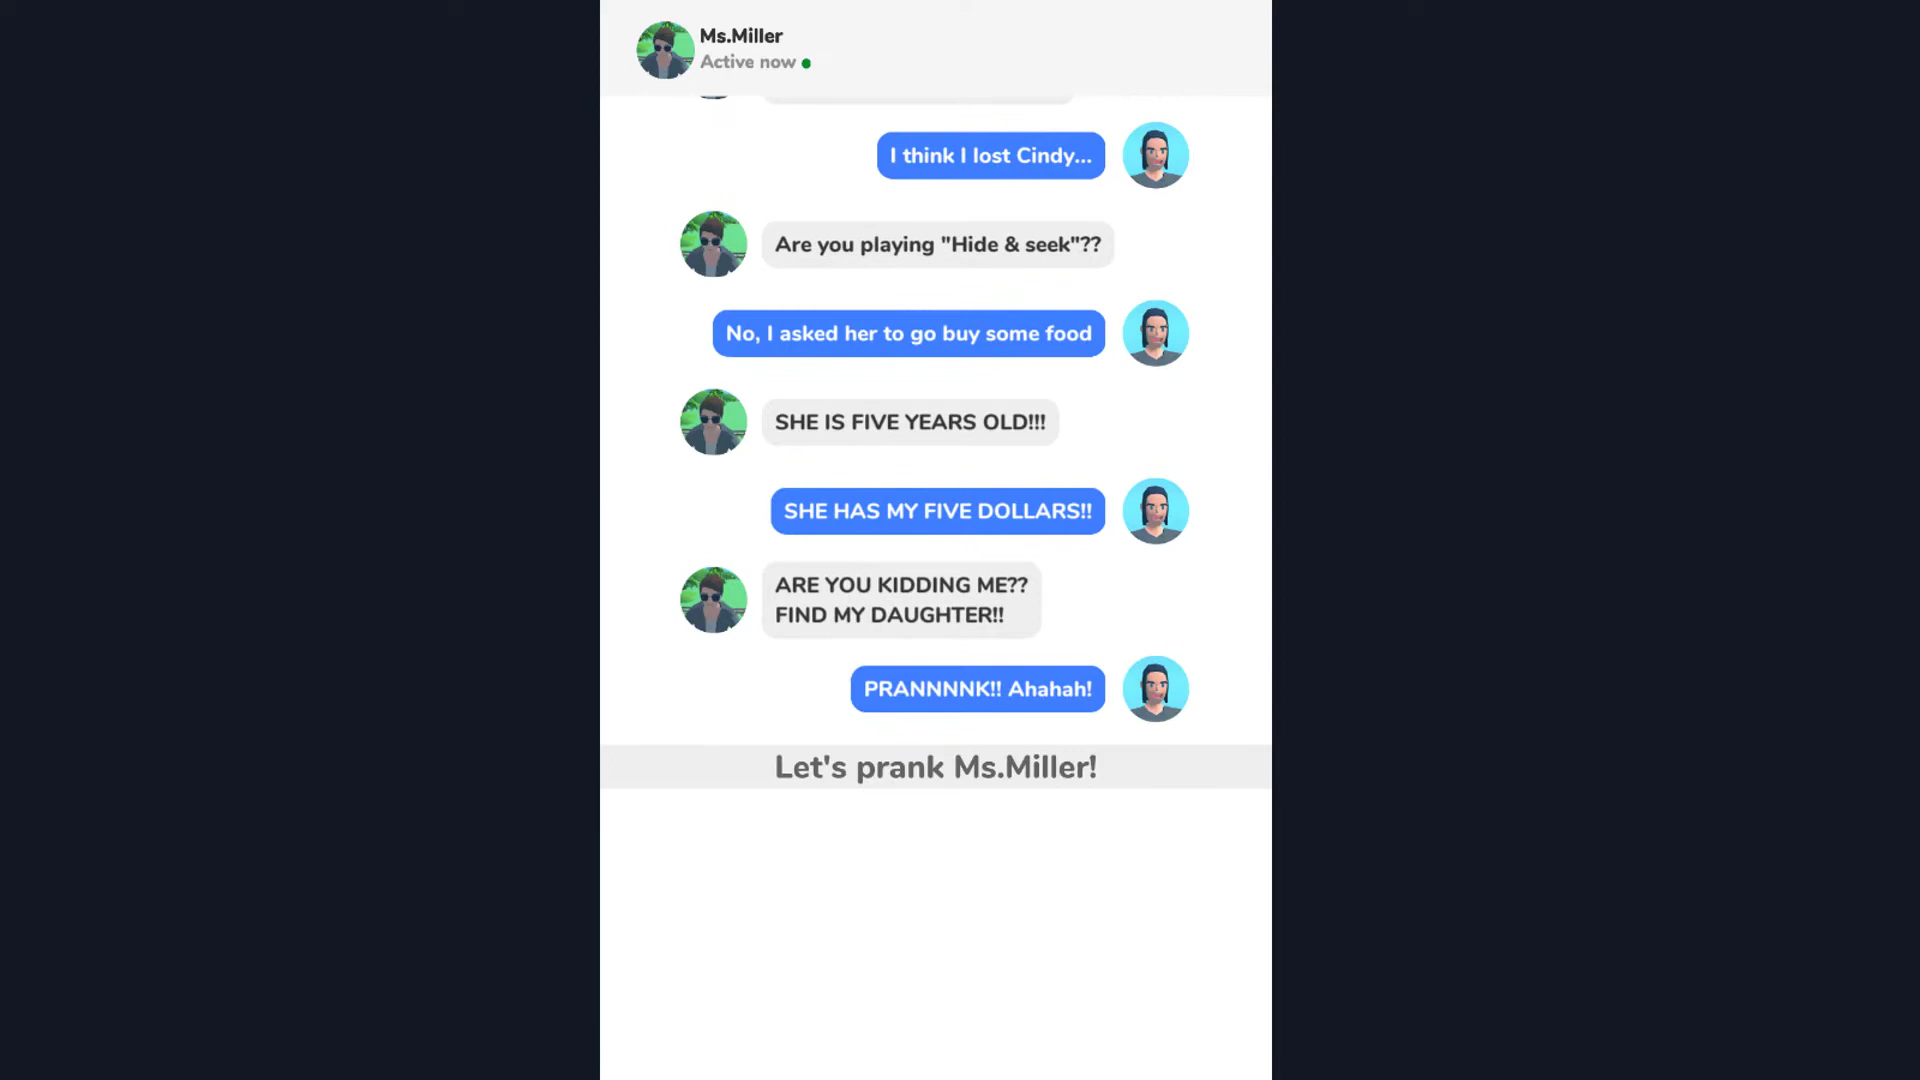 Ms.Miller
Active now
I think I lost Cindy...
Are you playing "Hide & seek"??
No, I asked her to go buy some food
SHE IS FIVE YEARS OLD!!!
SHE HAS MY FIVE DOLLARS!!
ARE YOU KIDDING ME??
FIND MY DAUGHTER!!
PRANNNNK!! Ahahah!
Let's prank Ms.Miller!